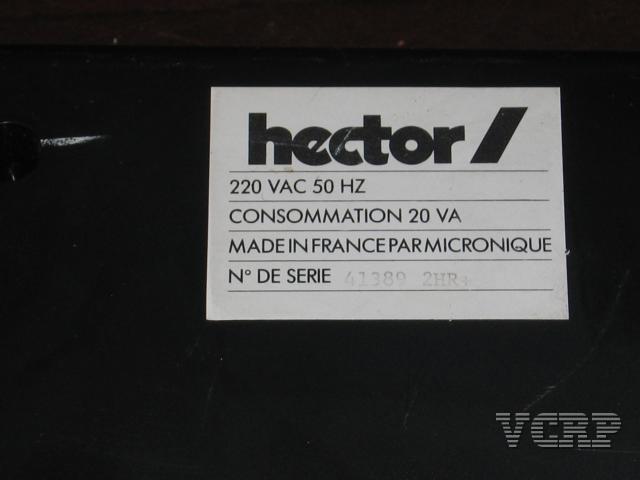 hector/
220 VAC 50 HZ
CONSOMMATION 20 VA
MADE IN FRANCE PAR MICRONIQUE
N° DE SERIE 41389 2HR+
VCRP